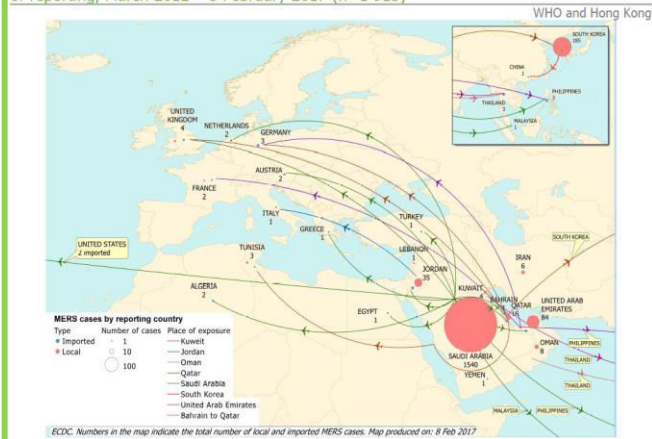 WHO and Hong Kong
SOUTH KOREA
185
CHINA
1
PHILIPPINES
THAILAND
3
MALAYSIA
1
UNITED
KINGDOM
4
NETHERLANDS
2
GERMANY
3
AUSTRIA
2
FRANCE
2
ITALY
1
GREECE
1
TURKEY
1
UNITED STATES
2 imported
TUNISIA
3
ALGERIA
2
LEBANON
1
JORDAN
35
EGYPT
1
IRAN
6
SOUTH KOREA
KUWAIT
4
BAHRAIN
QATAR
UNITED ARAB
EMIRATES
84
OMAN
8
SAUDI ARABIA
1540
YEMEN
1
PHILIPPINES
THAILAND
THAILAND
MALAYSIA
PHILIPPINES
MERS cases by reporting country
Type
Imported
Local
Number of cases
1
10
100
Place of exposure
Kuweit
Jordan
Oman
Qatar
Saudi Arabia
South Korea
United Arab Emirates
Bahrain to Qatar
ECDC. Numbers in the map indicate the total number of local and imported MERS cases. Map produced on: 8 Feb 2017